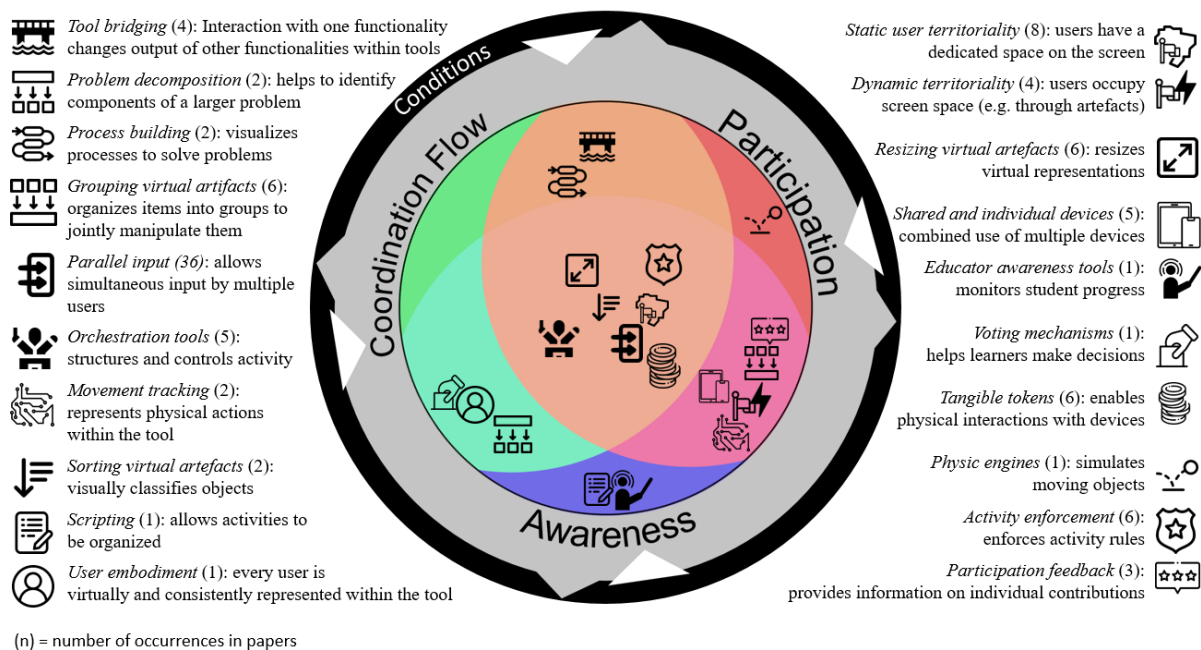 Tool bridging (4): Interaction with one functionality
changes output of other functionalities within tools
Problem decomposition (2): helps to identify
components of a larger problem
Process building (2): visualizes
processes to solve problems
Grouping virtual artifacts (6):
organizes items into groups to
jointly manipulate them
Parallel input (36): allows
simultaneous input by multiple
users
Orchestration tools (5):
structures and controls activity
Movement tracking (2):
represents physical actions
within the tool
Sorting virtual artefacts (2):
visually classifies objects
Scripting (1): allows activities to
be organized
User embodiment (1): every user is
virtually and consistently represented within the tool
(n) = number of occurrences in papers
Conditions
Coordination Flow
Participation
Awareness
Static user territoriality (8): users have a
dedicated space on the screen
Dynamic territoriality (4): users occupy
screen space (e.g. through artefacts)
Resizing virtual artefacts (6): resizes
virtual representations
Shared and individual devices (5):
combined use of multiple devices
Educator awareness tools (1):
monitors student progress
Voting mechanisms (1):
helps learners make decisions
Tangible tokens (6): enables
physical interactions with devices
Physic engines (1): simulates
moving objects
Activity enforcement (6):
enforces activity rules
Participation feedback (3):
provides information on individual contributions